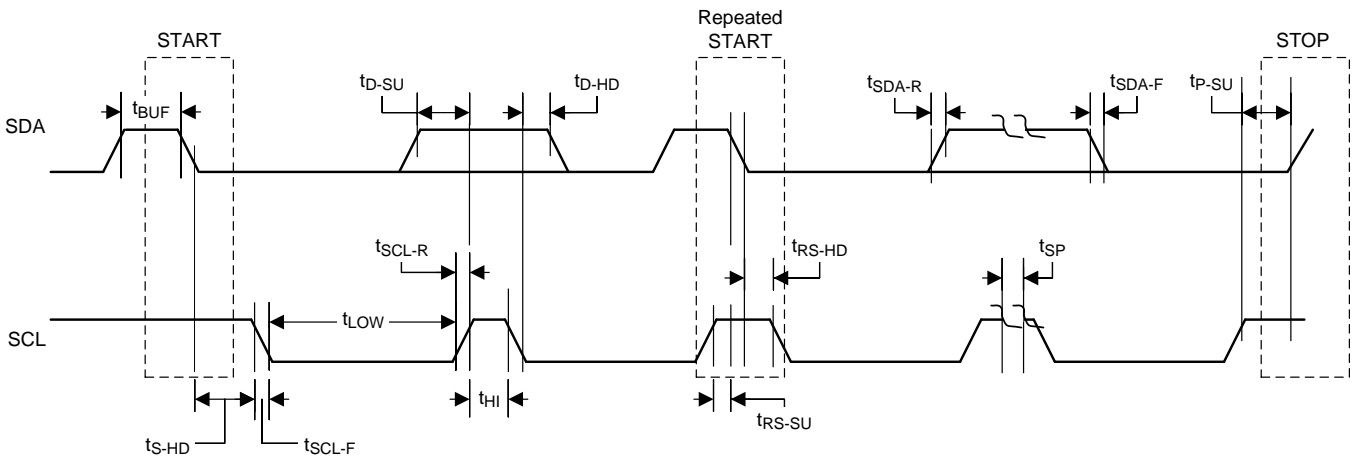 Repeated
START
START
STOP
tD-SU
tD-HD
tSDA-R
tSDA-F
tP-SU
tBUF
SDA
tSCL-R
tRS-HD
tSP
tLOW
SCL
tHI
tRS-SU
tS-HD
tSCL-F